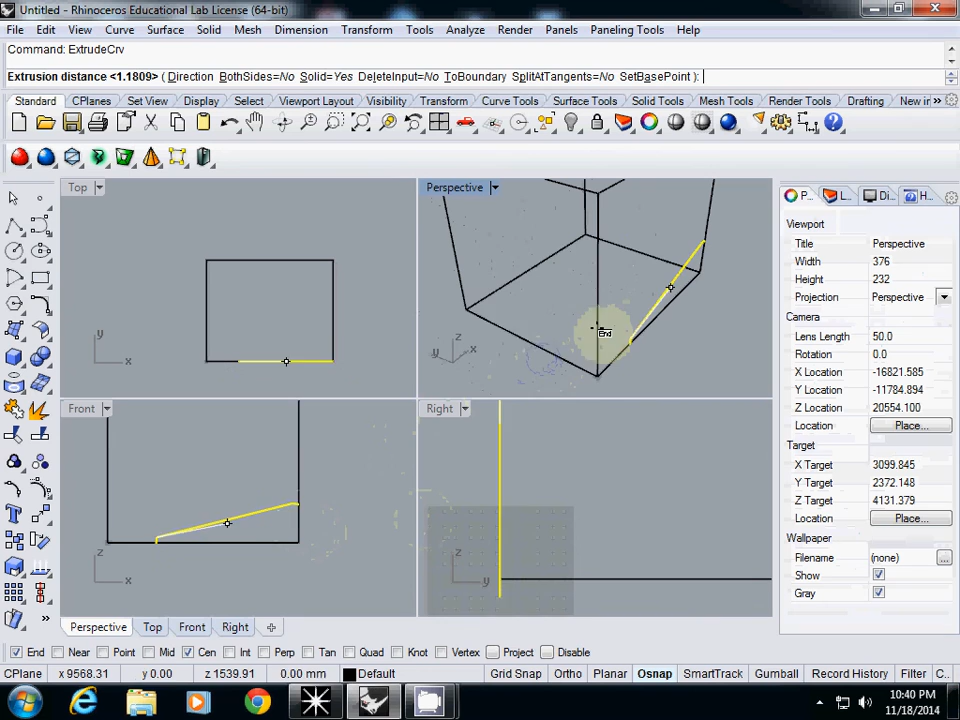 Untitled - Rhinoceros Educational Lab License (64-bit)
File Edit View Curve Surface Solid Mesh Dimension Transform Tools Analyze Render Panels Paneling Tools Help
Command: ExtrudeCrv
Extrusion distance <1.1809> ( Direction BothSides=No Solid=Yes DeleteInput=No ToBoundary SplitAtTangents=No SetBasePoint ):
Standard CPlanes Set View Display Select Viewport Layout Visibility Transform Curve Tools Surface Tools Solid Tools Mesh Tools Render Tools Drafting New in »
Top
y
x
Perspective
End
z
y x
P... L... Di... H...
Viewport
Title Perspective
Width 376
Height 232
Projection Perspective
Camera
Lens Length 50.0
Rotation 0.0
X Location -16821.585
Y Location -11784.894
Z Location 20554.100
Location Place...
Target
X Target 3099.845
Y Target 2372.148
Z Target 4131.379
Location Place...
Wallpaper
Filename (none) ...
Show
Gray
Front
z
x
Right
z
y
Perspective Top Front Right
End Near Point Mid Cen Int Perp Tan Quad Knot Vertex Project Disable
CPlane x 9568.31 y 0.00 z 1539.91 0.00 mm Default Grid Snap Ortho Planar Osnap SmartTrack Gumball Record History Filter C..
10:40 PM
11/18/2014